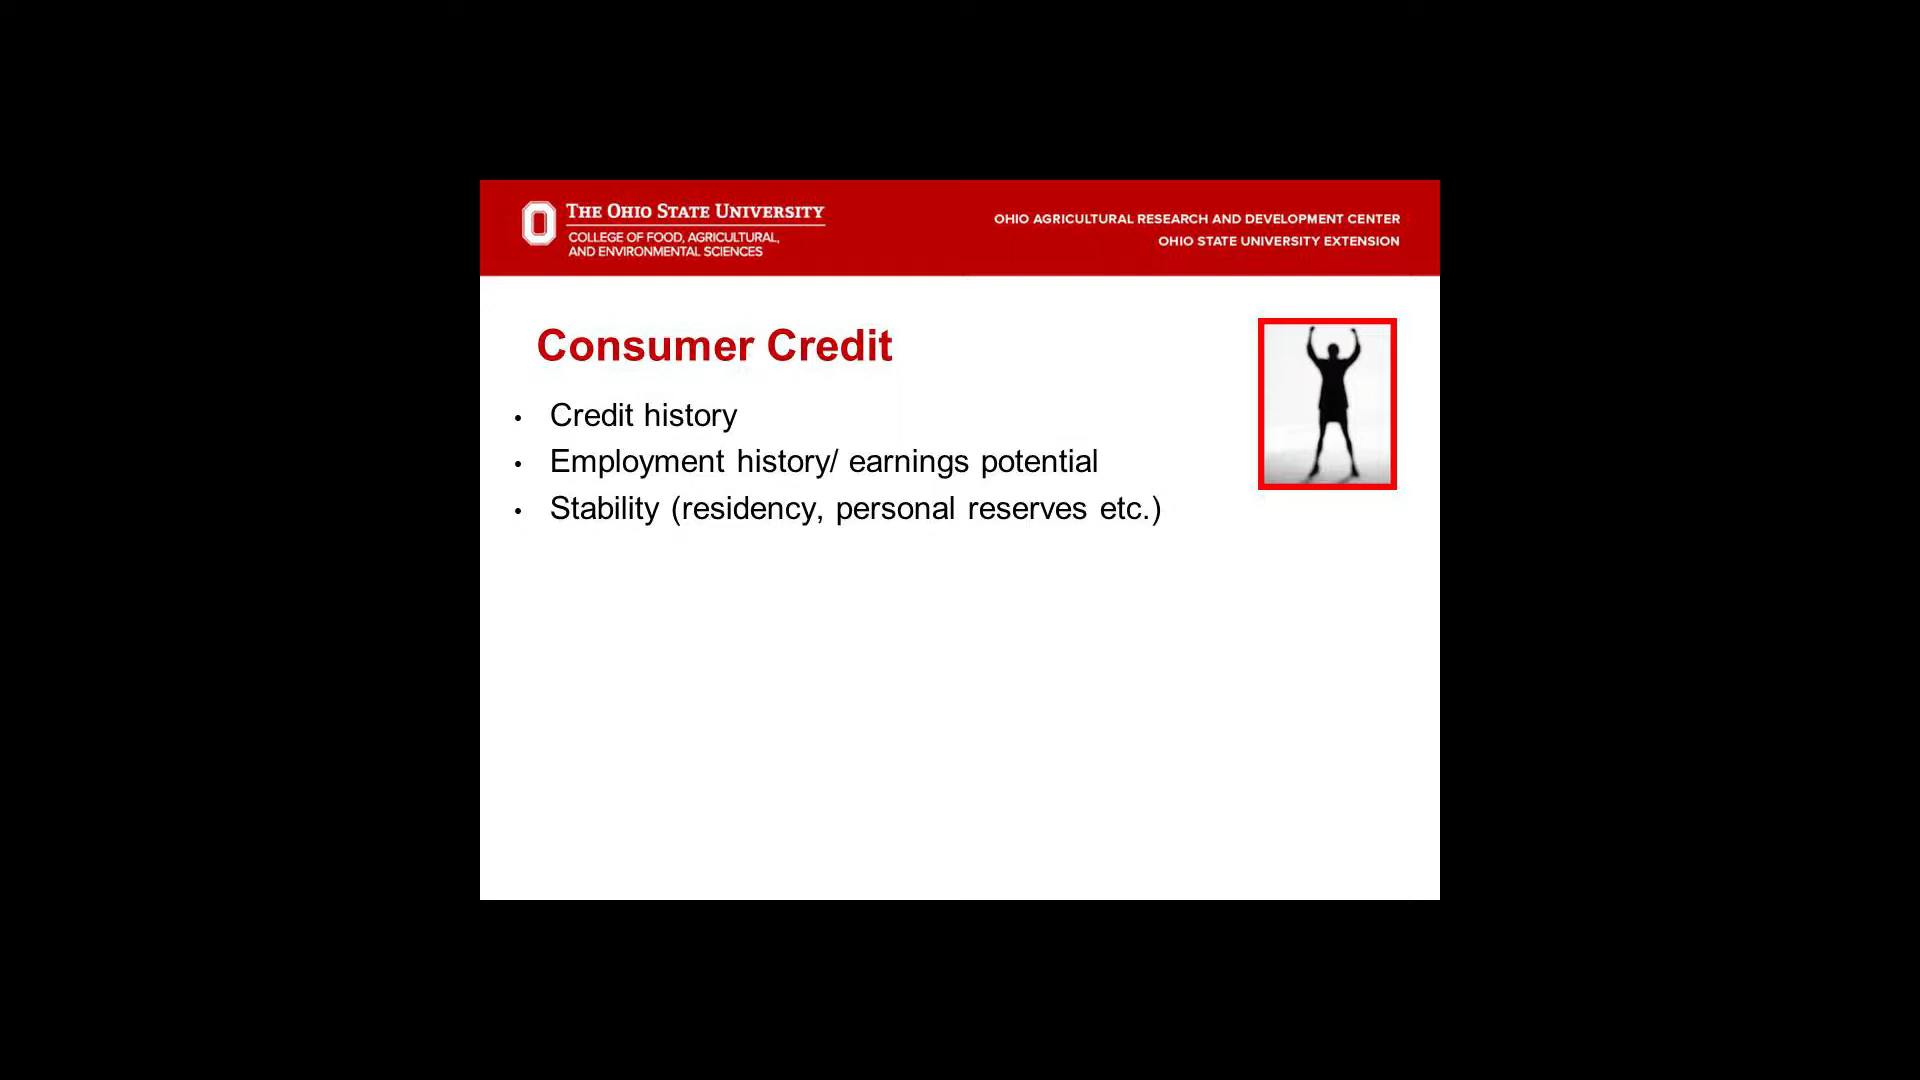 THE OHIO STATE UNIVERSITY
COLLEGE OF FOOD, AGRICULTURAL,
AND ENVIRONMENTAL SCIENCES
OHIO AGRICULTURAL RESEARCH AND DEVELOPMENT CENTER
OHIO STATE UNIVERSITY EXTENSION
Consumer Credit
• Credit history
• Employment history/ earnings potential
• Stability (residency, personal reserves etc.)